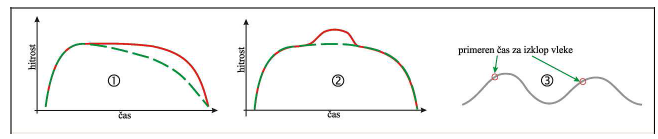 hitrost
①
čas
hitrost
②
čas
primeren čas za izklop vleke
③